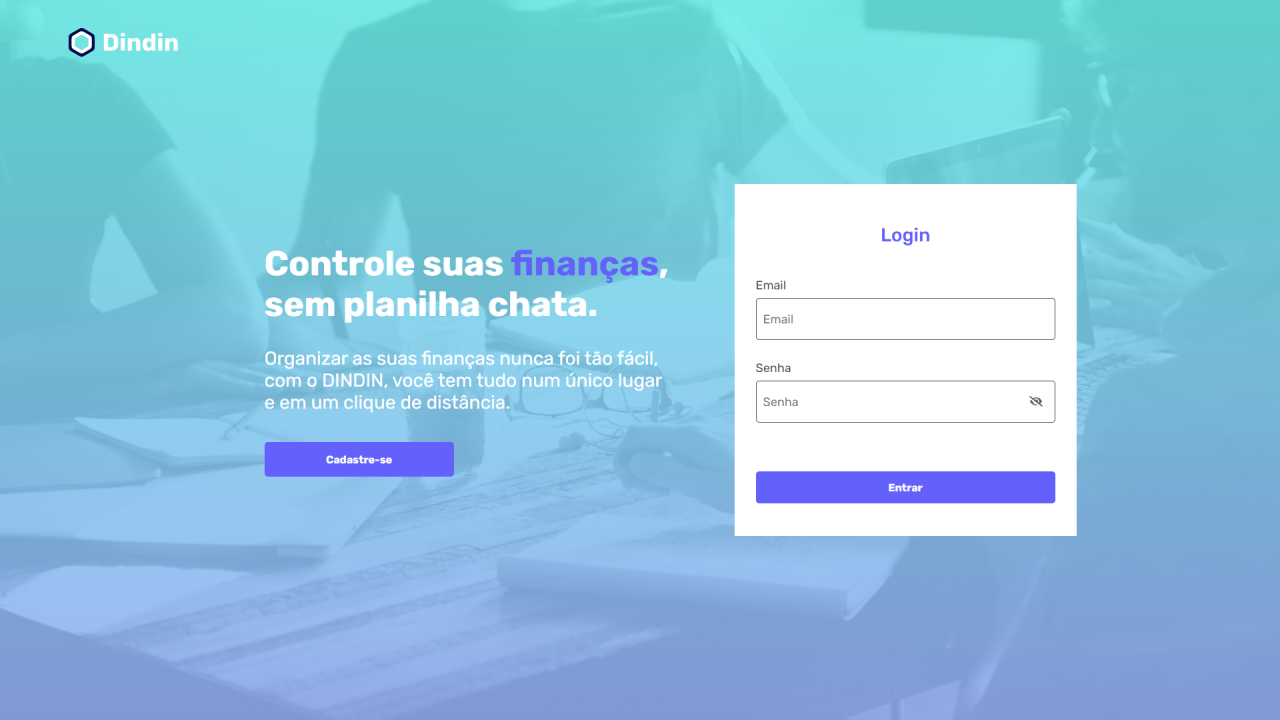 Dindin
Controle suas finanças,
sem planilha chata.
Organizar as suas finanças nunca foi tão fácil,
com o DINDIN, você tem tudo num único lugar
e em um clique de distância.
Cadastre-se
Login
Email
Email
Senha
Senha
Entrar